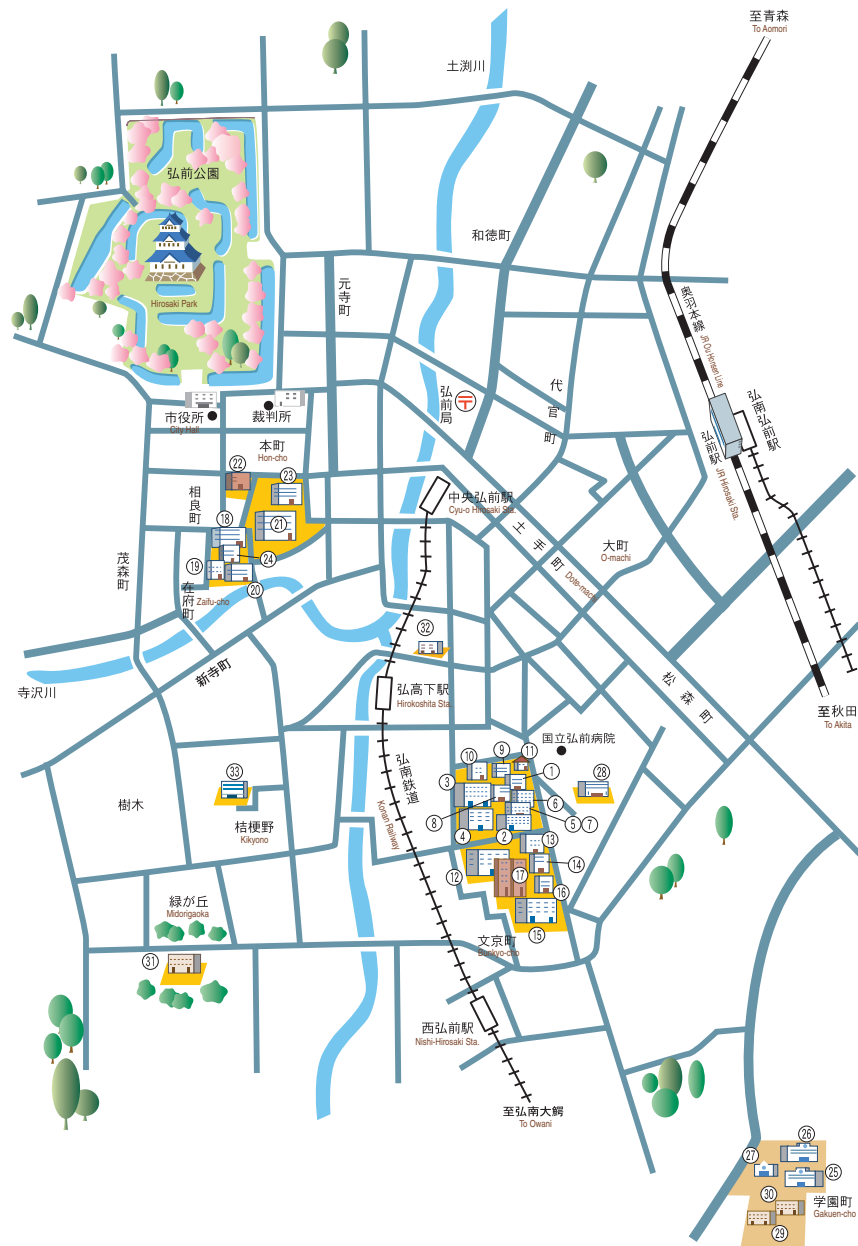 至青森
To Aomori
土渕川
弘前公園
Hirosaki Park
和徳町
元寺町
奥羽本線
JR Ou Honsen Line
弘前局
代官町
弘南弘前駅
弘前駅
JR Hirosaki Sta.
市役所
City Hall
裁判所
本町
Hon-cho
㉒
㉓
相良町
中央弘前駅
Cyu-o Hirosaki Sta.
⑱
㉑
土手町
Dote-machi
大町
O-machi
茂森町
⑲
㉔
在府町
Zaifu-cho
⑳
㉜
新寺町
寺沢川
弘高下駅
Hirokoshita Sta.
松森町
至秋田
To Akita
国立弘前病院
弘南鉄道
Konan Railway
⑩
⑨
⑪
③
①
㉘
⑥
㉝
樹木
桔梗野
Kikyono
⑧
④
②
⑤
⑦
⑬
⑭
⑫
⑰
⑯
⑮
緑が丘
Midorigaoka
㉛
文京町
Bunkyo-cho
西弘前駅
Nishi-Hirosaki Sta.
至弘南大鰐
To Owani
㉖
㉗
㉕
㉚
学園町
Gakuen-cho
㉙